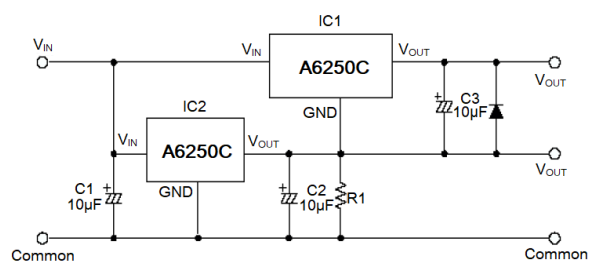 IC1
VIN
VIN
A6250C
VOUT
VOUT
GND
C3
10µF
IC2
VIN
A6250C
VOUT
VOUT
GND
C1
10µF
C2
10µF
R1
Common
Common